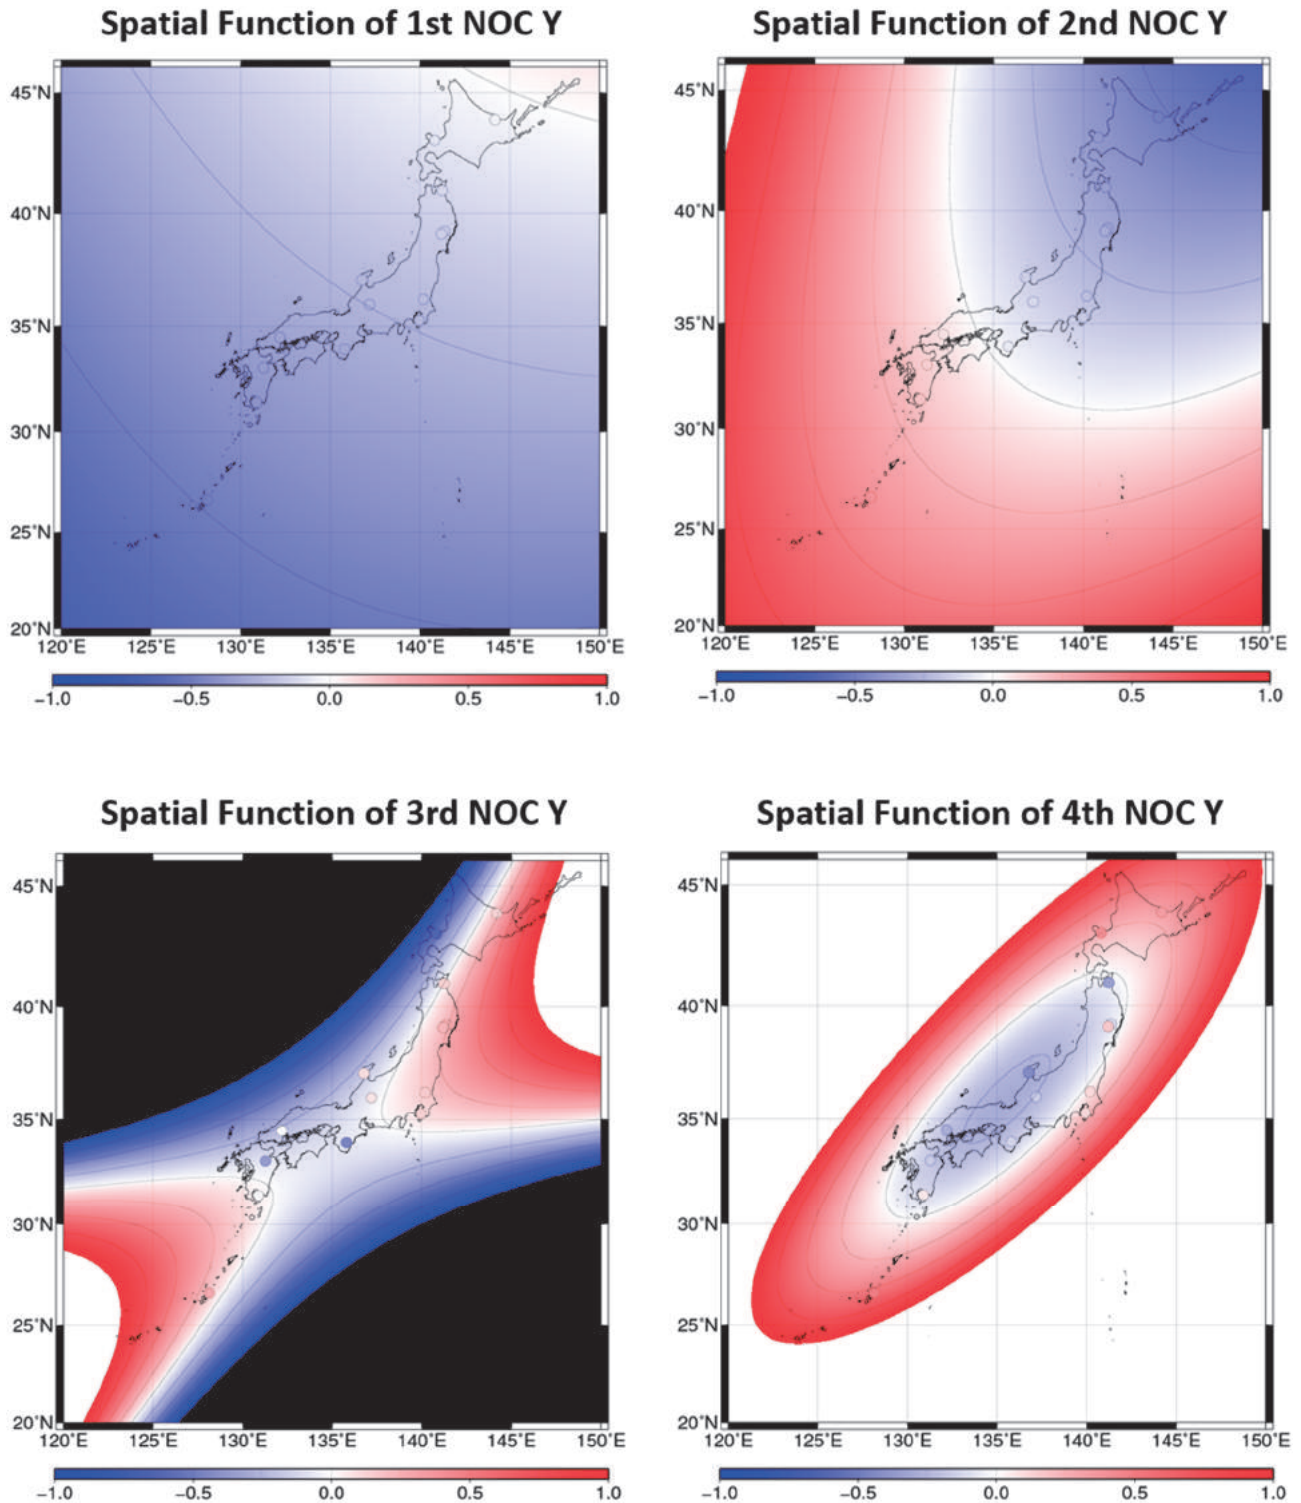 Spatial Function of 1st NOC Y
Spatial Function of 2nd NOC Y
45°N
40°N
35°N
30°N
25°N
20°N
120°E 125°E 130°E 135°E 140°E 145°E 150°E
-1.0 -0.5 0.0 0.5 1.0
45°N
40°N
35°N
30°N
25°N
20°N
120°E 125°E 130°E 135°E 140°E 145°E 150°E
-1.0 -0.5 0.0 0.5 1.0
Spatial Function of 3rd NOC Y
Spatial Function of 4th NOC Y
45°N
40°N
35°N
30°N
25°N
20°N
120°E 125°E 130°E 135°E 140°E 145°E 150°E
-1.0 -0.5 0.0 0.5 1.0
45°N
40°N
35°N
30°N
25°N
20°N
120°E 125°E 130°E 135°E 140°E 145°E 150°E
-1.0 -0.5 0.0 0.5 1.0